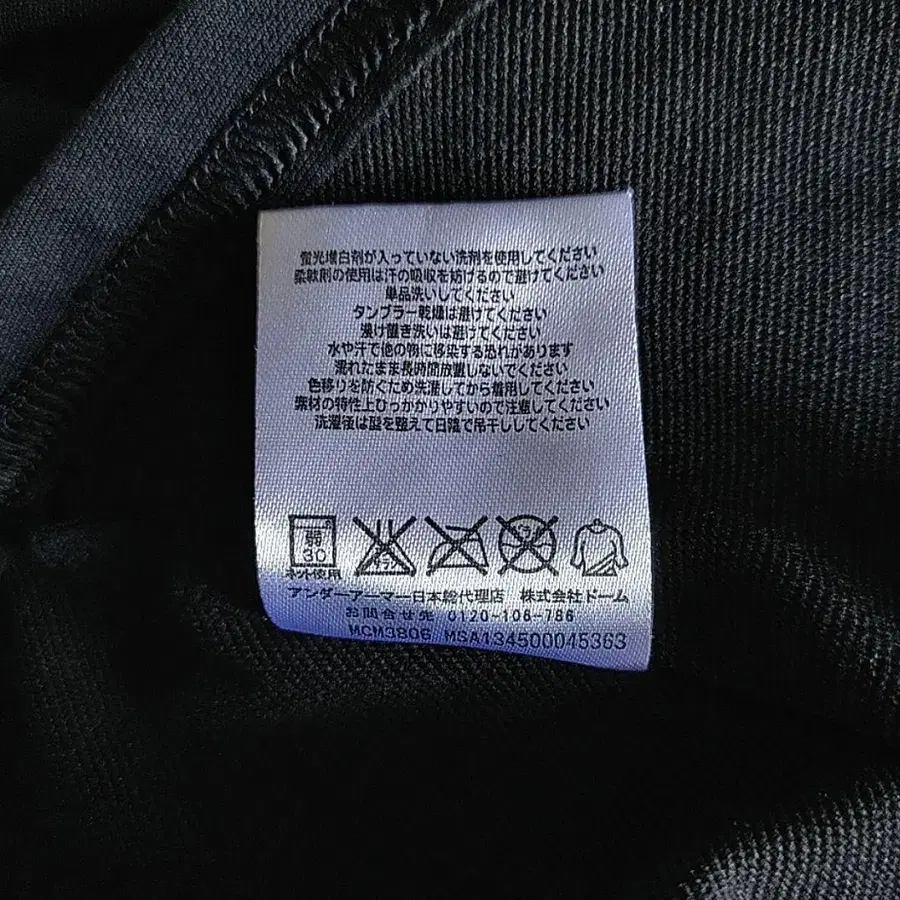 蛍光増白剤が入っていない洗剤を使用してください
柔軟剤の使用は汗の吸収を妨げるので避けてください
単品洗いしてください
タンブラー乾燥は避けてください
浸け置き洗いは避けてください
水や汗で他の物に移染する恐れがあります
濡れたまま長時間放置しないでください
色移りを防ぐため洗濯してから着用してください
素材の特性上ひっかかりやすいので注意してください
洗濯後は型を整えて日陰で吊干ししてください
弱
30
エンソ
サラシ
ネット使用
アンダーアーマー日本総代理店 株式会社ドーム
お問合せ先 0120-106-786
MCM3806 MSA134500045363